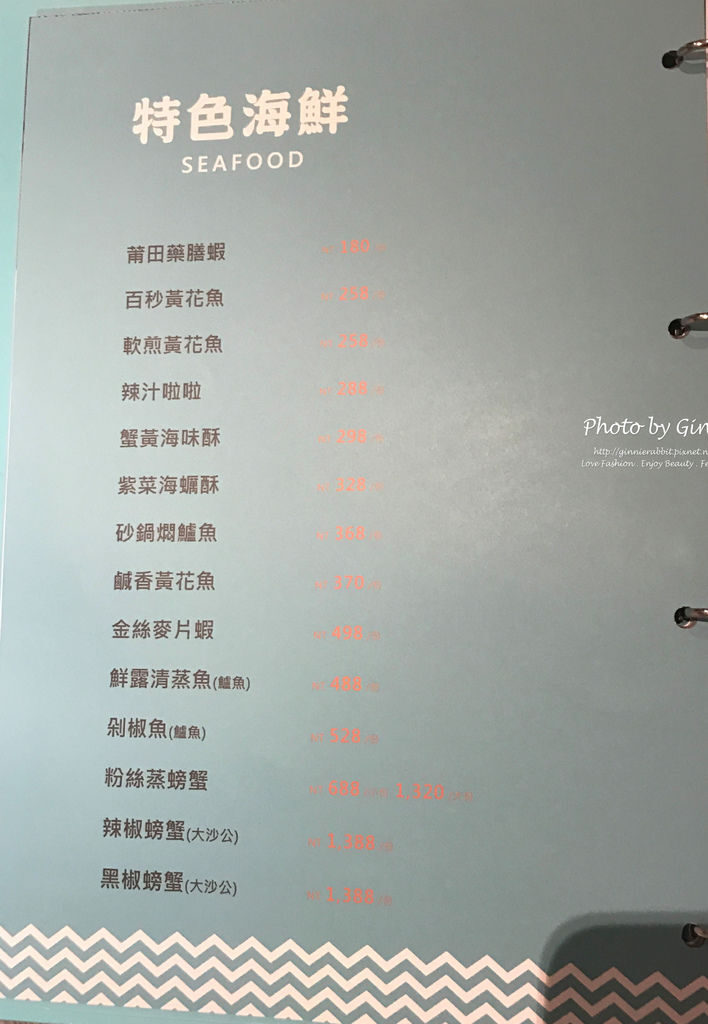 特色海鮮
SEAFOOD
莆田藥膳蝦 180
百秒黃花魚 258
軟煎黃花魚 258
辣汁啦啦 288
蟹黃海味酥 298
紫菜海蠣酥 328
砂鍋燜鱸魚 368
鹹香黃花魚 370
金絲麥片蝦 498
鮮露清蒸魚(鱸魚) 488
剁椒魚(鱸魚) 528
粉絲蒸螃蟹 688 1,320
辣椒螃蟹(大沙公) 1,388
黑椒螃蟹(大沙公) 1,388
Photo by Gin
http://ginnierabbit.pixnet.n
Love Fashion . Enjoy Beauty . Fr